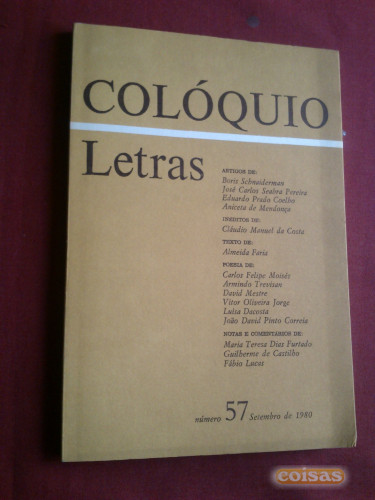 COLÓQUIO
Letras
ARTIGOS DE:
Boris Schnaiderman
José Carlos Seabra Pereira
Eduardo Prado Coelho
Aniceta de Mendonça
INÉDITOS DE:
Cláudio Manuel da Costa
TEXTO DE:
Almeida Faria
POESIA DE:
Carlos Felipe Moisés
Armindo Trevisan
David Mestre
Vítor Oliveira Jorge
Luísa Dacosta
João David Pinto Correia
NOTAS E COMENTÁRIOS DE:
Maria Teresa Dias Furtado
Guilherme de Castilho
Fábio Lucas
número 57 Setembro de 1980
coisas